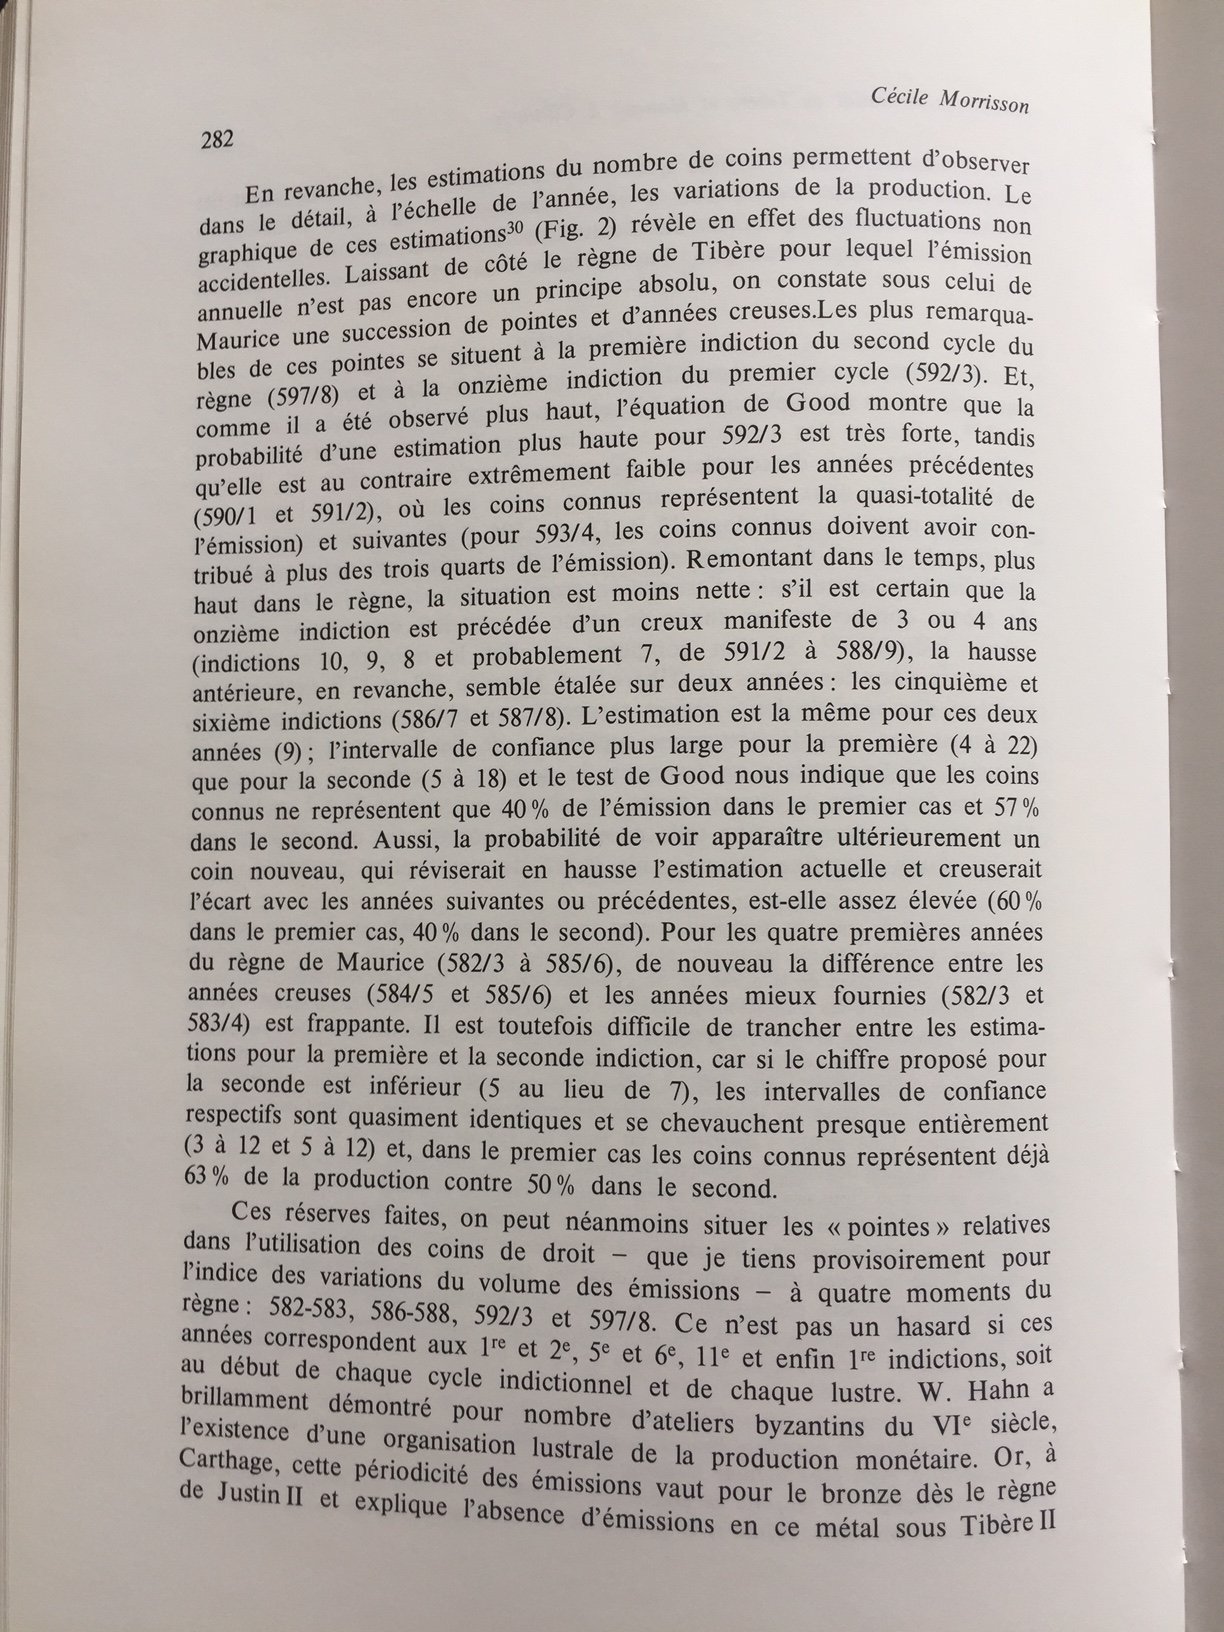 Cécile Morrisson
282
En revanche, les estimations du nombre de coins permettent d'observer
dans le détail, à l'échelle de l'année, les variations de la production. Le
graphique de ces estimations³⁰ (Fig. 2) révèle en effet des fluctuations non
accidentelles. Laissant de côté le règne de Tibère pour lequel l'émission
annuelle n'est pas encore un principe absolu, on constate sous celui de
Maurice une succession de pointes et d'années creuses.Les plus remarqua-
bles de ces pointes se situent à la première indiction du second cycle du
règne (597/8) et à la onzième indiction du premier cycle (592/3). Et,
comme il a été observé plus haut, l'équation de Good montre que la
probabilité d'une estimation plus haute pour 592/3 est très forte, tandis
qu'elle est au contraire extrêmement faible pour les années précédentes
(590/1 et 591/2), où les coins connus représentent la quasi-totalité de
l'émission) et suivantes (pour 593/4, les coins connus doivent avoir con-
tribué à plus des trois quarts de l'émission). Remontant dans le temps, plus
haut dans le règne, la situation est moins nette : s'il est certain que la
onzième indiction est précédée d'un creux manifeste de 3 ou 4 ans
(indictions 10, 9, 8 et probablement 7, de 591/2 à 588/9), la hausse
antérieure, en revanche, semble étalée sur deux années : les cinquième et
sixième indictions (586/7 et 587/8). L'estimation est la même pour ces deux
années (9) ; l'intervalle de confiance plus large pour la première (4 à 22)
que pour la seconde (5 à 18) et le test de Good nous indique que les coins
connus ne représentent que 40 % de l'émission dans le premier cas et 57 %
dans le second. Aussi, la probabilité de voir apparaître ultérieurement un
coin nouveau, qui réviserait en hausse l'estimation actuelle et creuserait
l'écart avec les années suivantes ou précédentes, est-elle assez élevée (60 %
dans le premier cas, 40 % dans le second). Pour les quatre premières années
du règne de Maurice (582/3 à 585/6), de nouveau la différence entre les
années creuses (584/5 et 585/6) et les années mieux fournies (582/3 et
583/4) est frappante. Il est toutefois difficile de trancher entre les estima-
tions pour la première et la seconde indiction, car si le chiffre proposé pour
la seconde est inférieur (5 au lieu de 7), les intervalles de confiance
respectifs sont quasiment identiques et se chevauchent presque entièrement
(3 à 12 et 5 à 12) et, dans le premier cas les coins connus représentent déjà
63 % de la production contre 50 % dans le second.
Ces réserves faites, on peut néanmoins situer les « pointes » relatives
dans l'utilisation des coins de droit – que je tiens provisoirement pour
l'indice des variations du volume des émissions – à quatre moments du
règne : 582-583, 586-588, 592/3 et 597/8. Ce n'est pas un hasard si ces
années correspondent aux 1ʳᵉ et 2ᵉ, 5ᵉ et 6ᵉ, 11ᵉ et enfin 1ʳᵉ indictions, soit
au début de chaque cycle indictionnel et de chaque lustre. W. Hahn a
brillamment démontré pour nombre d'ateliers byzantins du VIᵉ siècle,
l'existence d'une organisation lustrale de la production monétaire. Or, à
Carthage, cette périodicité des émissions vaut pour le bronze dès le règne
de Justin II et explique l'absence d'émissions en ce métal sous Tibère II